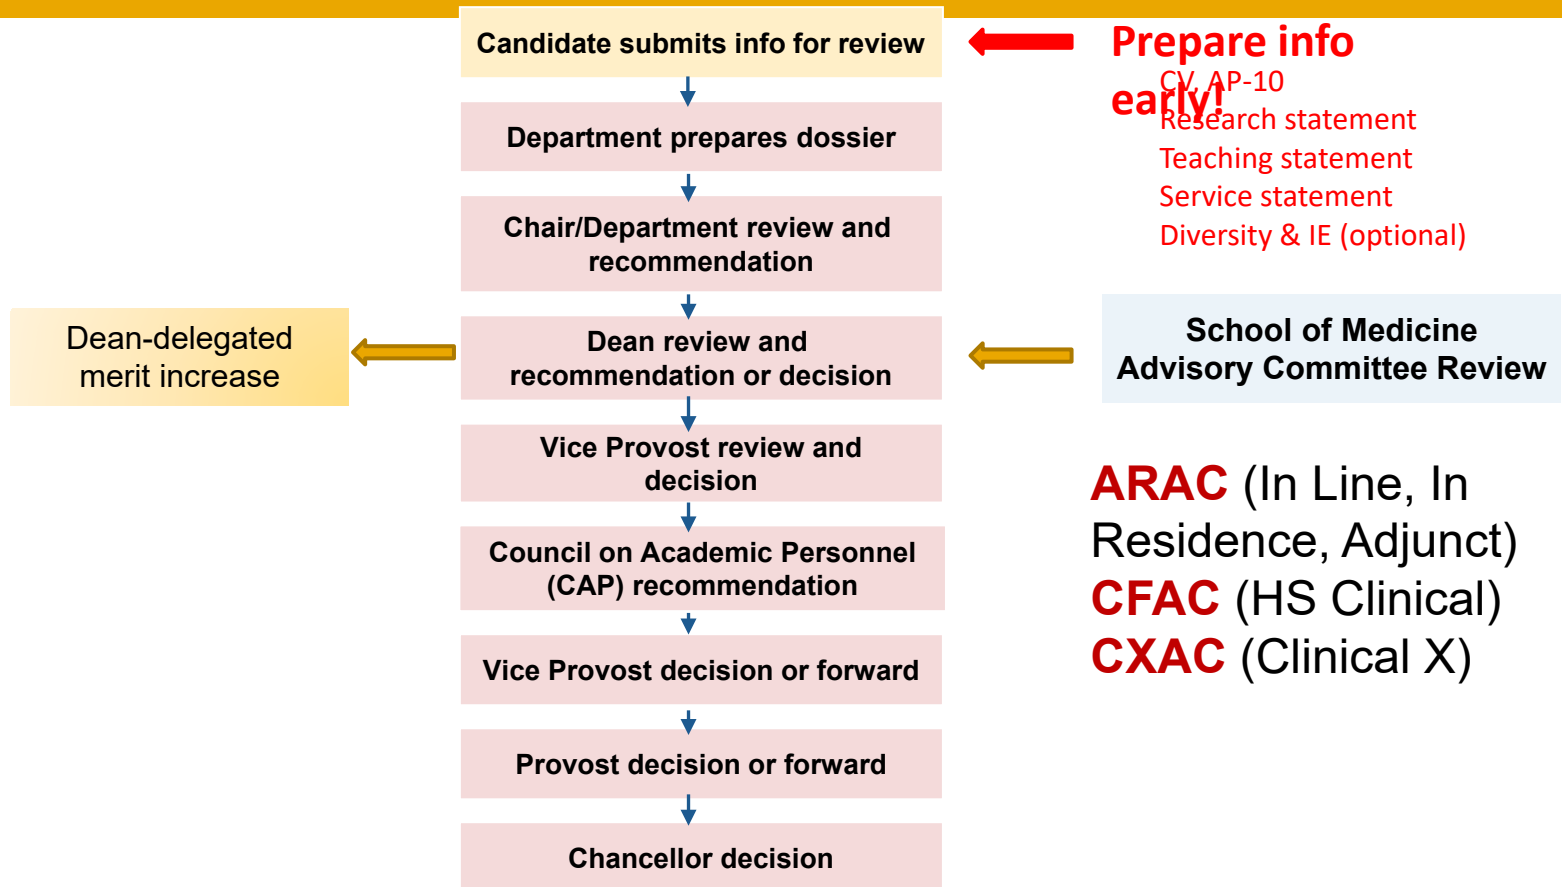 Candidate submits info for review
Prepare info
early!
CV, AP-10
Research statement
Teaching statement
Service statement
Diversity & IE (optional)
Department prepares dossier
Chair/Department review and
recommendation
Dean-delegated
merit increase
Dean review and
recommendation or decision
School of Medicine
Advisory Committee Review
Vice Provost review and
decision
Council on Academic Personnel
(CAP) recommendation
Vice Provost decision or forward
Provost decision or forward
Chancellor decision
ARAC (In Line, In
Residence, Adjunct)
CFAC (HS Clinical)
CXAC (Clinical X)